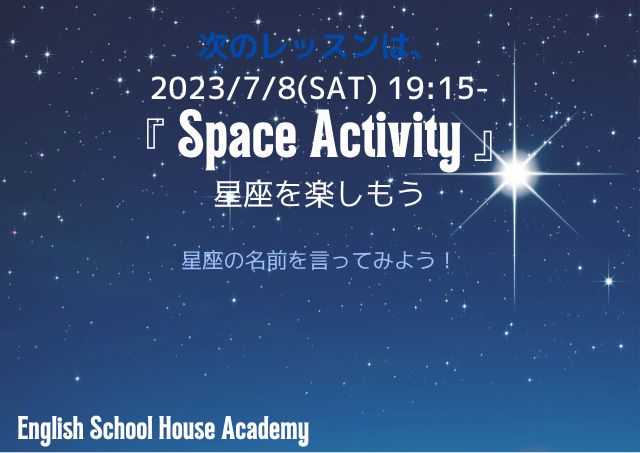 次のレッスンは、
2023/7/8(SAT) 19:15-
『 Space Activity 』
星座を楽しもう
星座の名前を言ってみよう！
English School House Academy